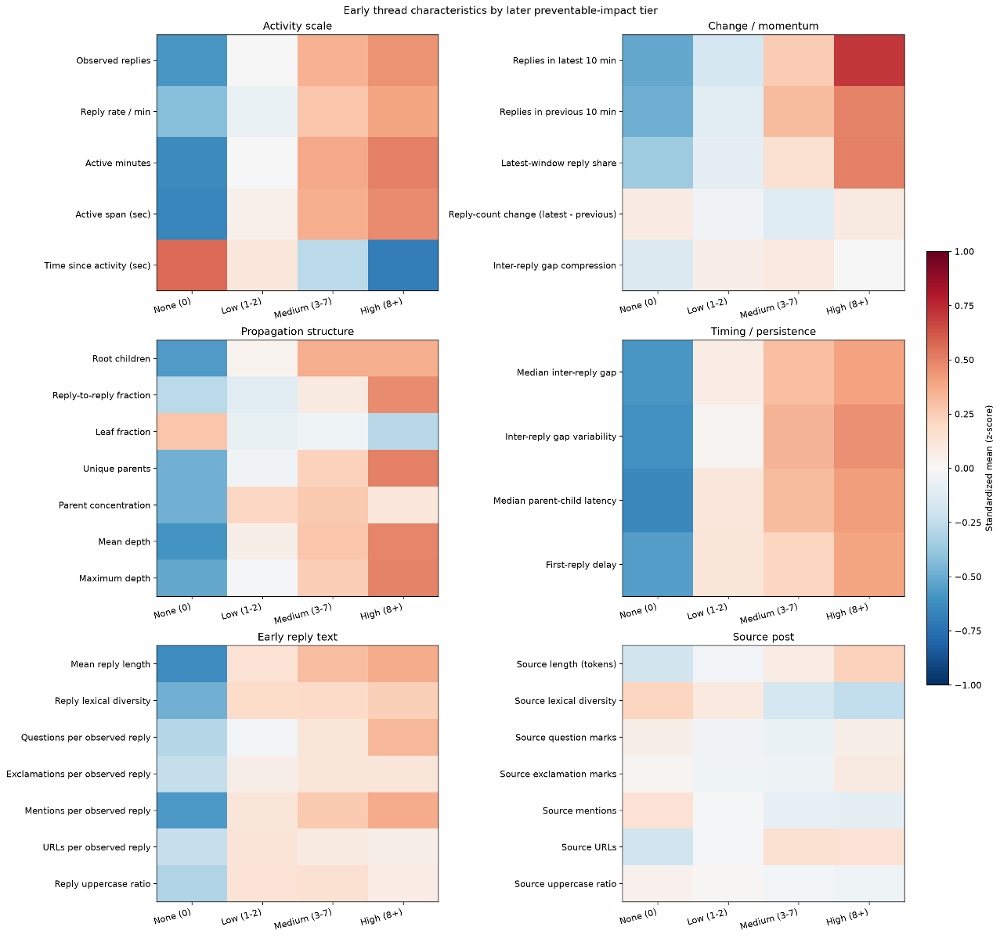 Early thread characteristics by later preventable-impact tier
Activity scale
Observed replies
Reply rate / min
Active minutes
Active span (sec)
Time since activity (sec)
None (0)
Low (1-2)
Medium (3-7)
High (8+)
Change / momentum
Replies in latest 10 min
Replies in previous 10 min
Latest-window reply share
Reply-count change (latest - previous)
Inter-reply gap compression
None (0)
Low (1-2)
Medium (3-7)
High (8+)
Propagation structure
Root children
Reply-to-reply fraction
Leaf fraction
Unique parents
Parent concentration
Mean depth
Maximum depth
None (0)
Low (1-2)
Medium (3-7)
High (8+)
Timing / persistence
Median inter-reply gap
Inter-reply gap variability
Median parent-child latency
First-reply delay
None (0)
Low (1-2)
Medium (3-7)
High (8+)
Early reply text
Mean reply length
Reply lexical diversity
Questions per observed reply
Exclamations per observed reply
Mentions per observed reply
URLs per observed reply
Reply uppercase ratio
None (0)
Low (1-2)
Medium (3-7)
High (8+)
Source post
Source length (tokens)
Source lexical diversity
Source question marks
Source exclamation marks
Source mentions
Source URLs
Source uppercase ratio
None (0)
Low (1-2)
Medium (3-7)
High (8+)
1.00
0.75
0.50
0.25
0.00
−0.25
−0.50
−0.75
−1.00
Standardized mean (z-score)